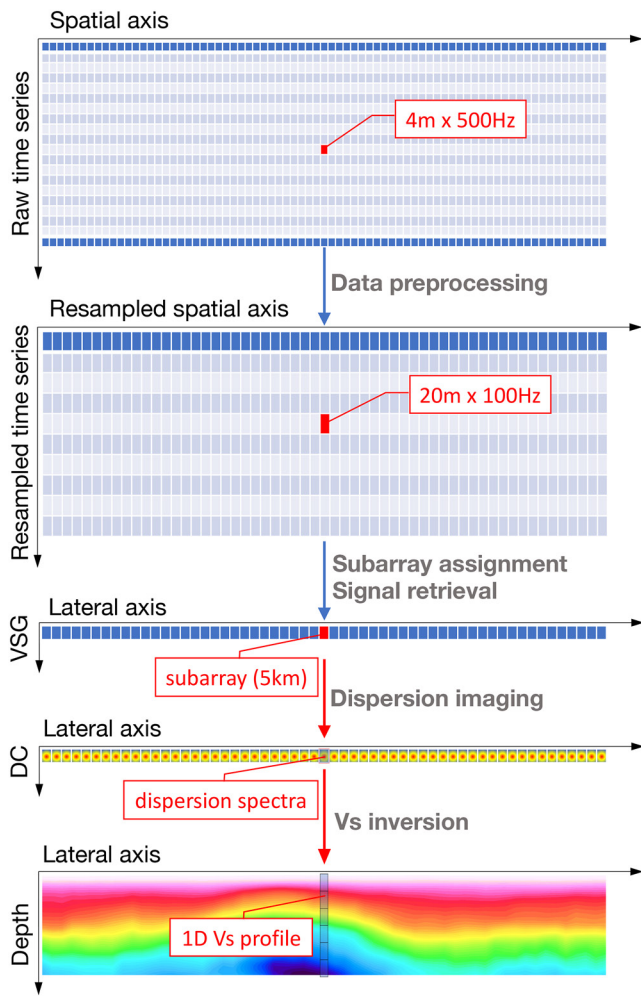 Spatial axis
Raw time series
4m x 500Hz
Data preprocessing
Resampled spatial axis
Resampled time series
20m x 100Hz
Subarray assignment
Signal retrieval
Lateral axis
VSG
subarray (5km)
Dispersion imaging
Lateral axis
DC
dispersion spectra
Vs inversion
Lateral axis
Depth
1D Vs profile